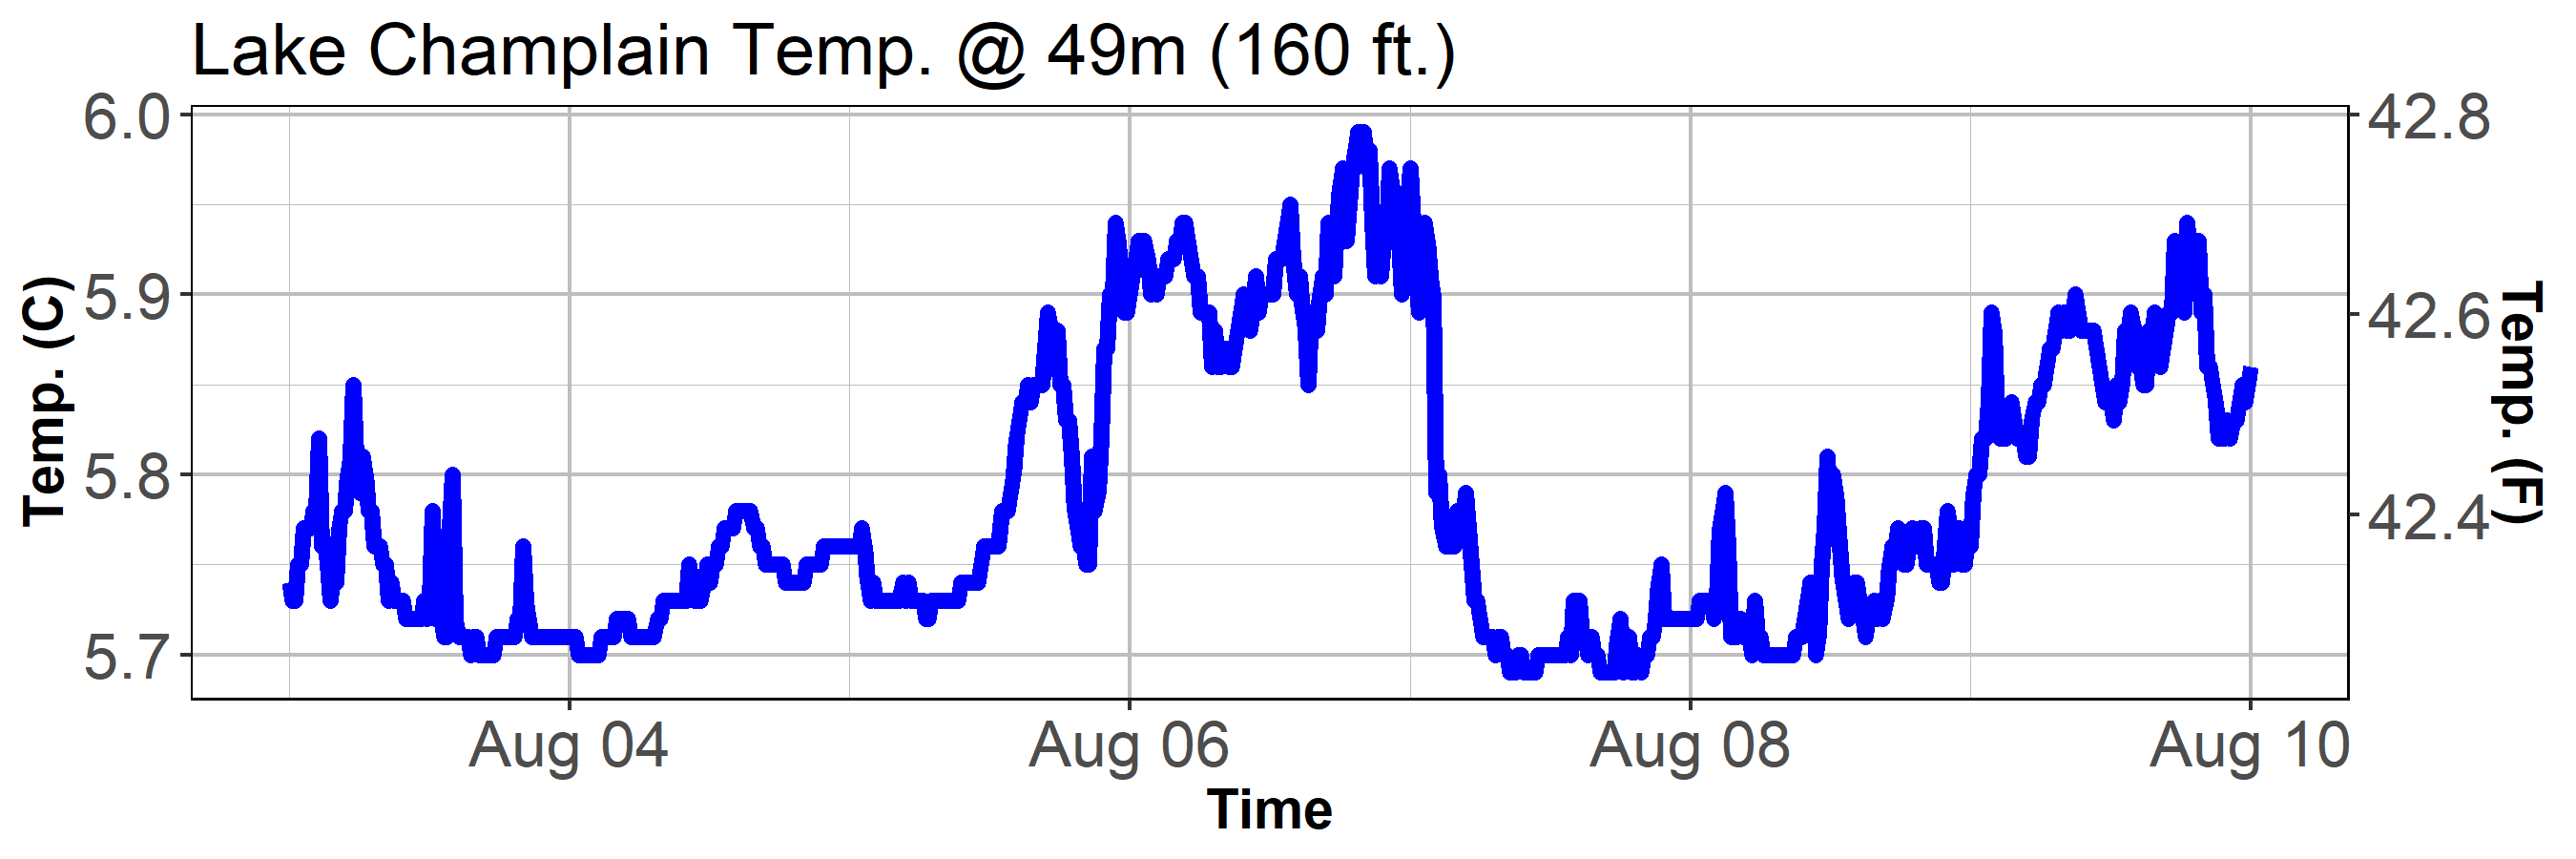 Lake Champlain Temp. @ 49m (160 ft.)
6.0
5.9
5.8
5.7
Temp. (C)
42.8
42.6
42.4
Temp. (F)
Aug 04 Aug 06 Aug 08 Aug 10
Time